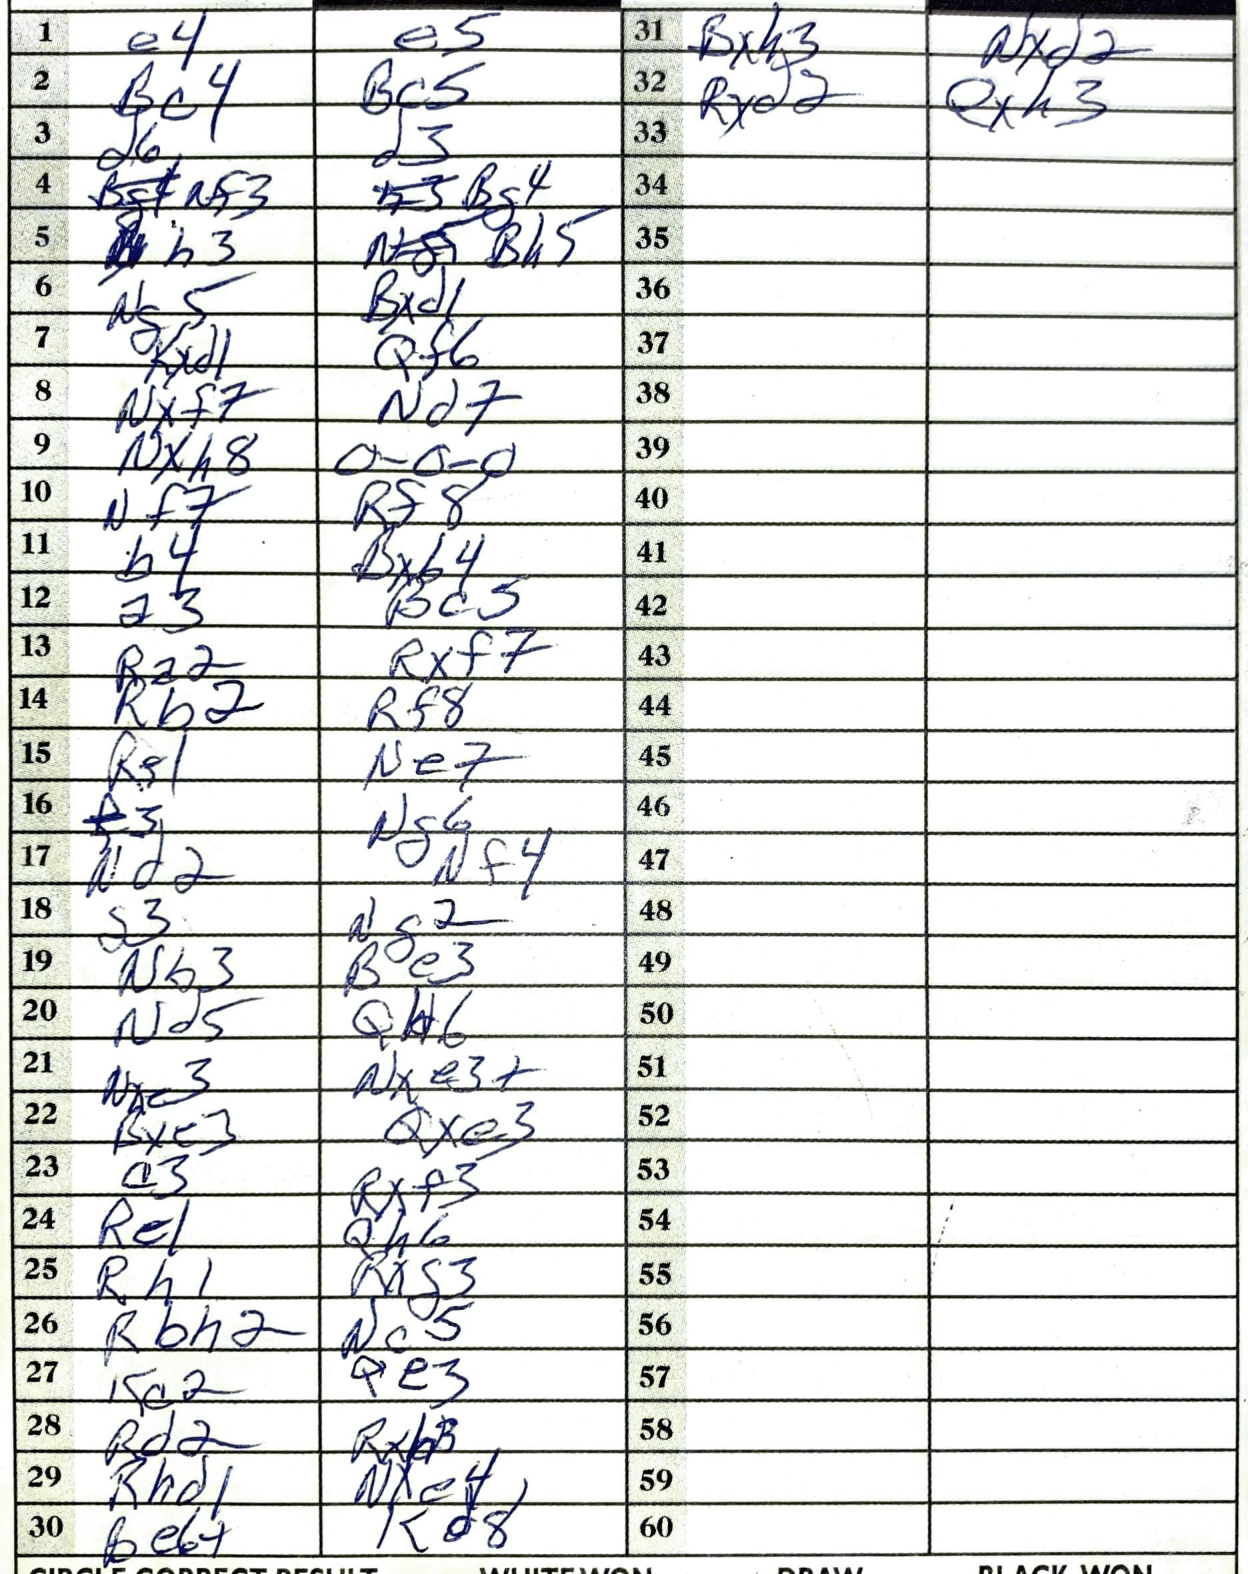 1 e4 e5 31 Bxh3 Nxd2
2 Bc4 Bc5 32 Rxd2 Qxh3
3 d6 d3 33
4 Bg4 Nf3 h3 Bg4 34
5 h3 Ng5 Bh5 35
6 Ng5 Bxd1 36
7 Kxd1 Qf6 37
8 Nxf7 Nd7 38
9 Nxh8 0-0-0 39
10 Nf7 Rf8 40
11 b4 Bxb4 41
12 a3 Bc5 42
13 Ra2 Rxf7 43
14 Rb2 Rf8 44
15 Rg1 Ne7 45
16 f3 Ng6 46
17 Nd2 Nf4 47
18 g3 Ng2 48
19 Nb3 Be3 49
20 Nd5 Qh6 50
21 Nxe3 Nxe3+ 51
22 Bxe3 Qxe3 52
23 c3 Rxf3 53
24 Re1 Qh6 54
25 Rh1 Rxg3 55
26 Rbh2 Nc5 56
27 Kc2 Qe3 57
28 Rd2 Rxh3 58
29 Rhd1 Nxe4 59
30 Be6+ Kd8 60
CIRCLE CORRECT RESULT WHITE WON DRAW BLACK WON